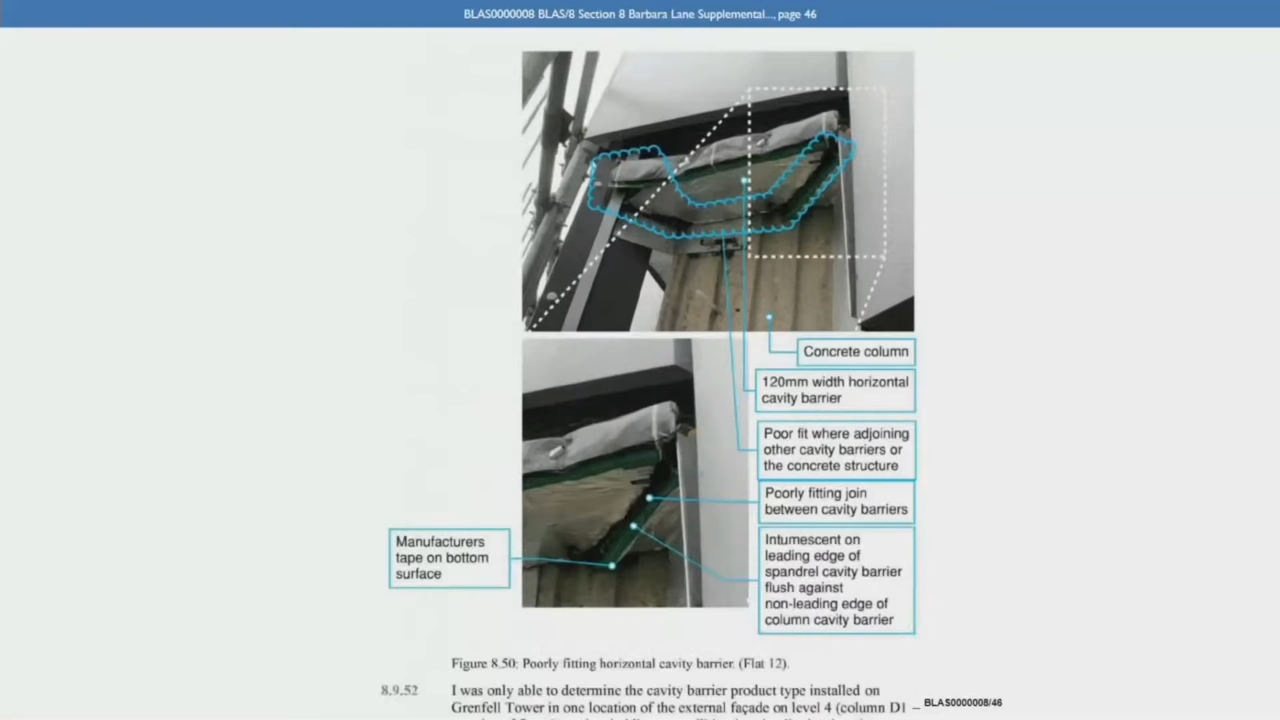 BLAS0000008 BLAS/8 Section 8 Barbara Lane Supplemental..., page 46
Concrete column
120mm width horizontal
cavity barrier
Poor fit where adjoining
other cavity barriers or
the concrete structure
Poorly fitting join
between cavity barriers
Manufacturers
tape on bottom
surface
Intumescent on
leading edge of
spandrel cavity barrier
flush against
non-leading edge of
column cavity barrier
Figure 8.50: Poorly fitting horizontal cavity barrier. (Flat 12).
8.9.52 I was only able to determine the cavity barrier product type installed on
Grenfell Tower in one location of the external façade on level 4 (column D1 –
BLAS0000008/46